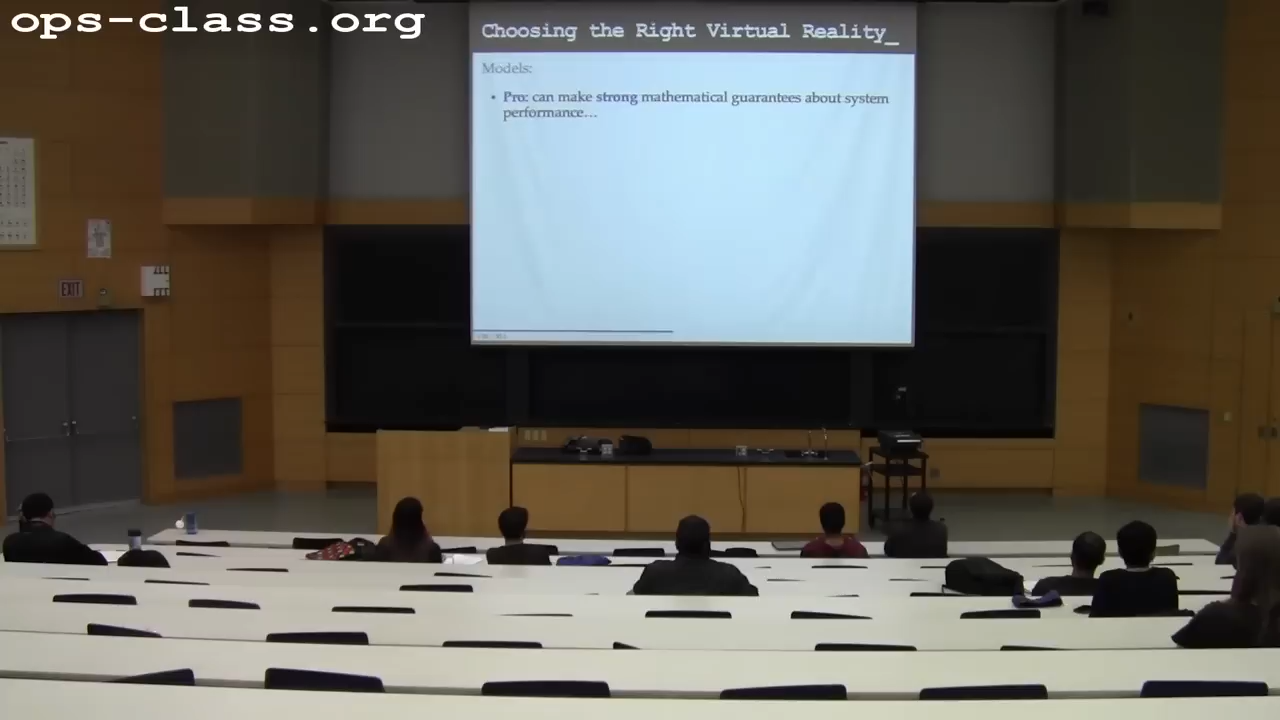 ops-class.org
Choosing the Right Virtual Reality_
Models:
• Pro: can make strong mathematical guarantees about system
performance…
EXIT